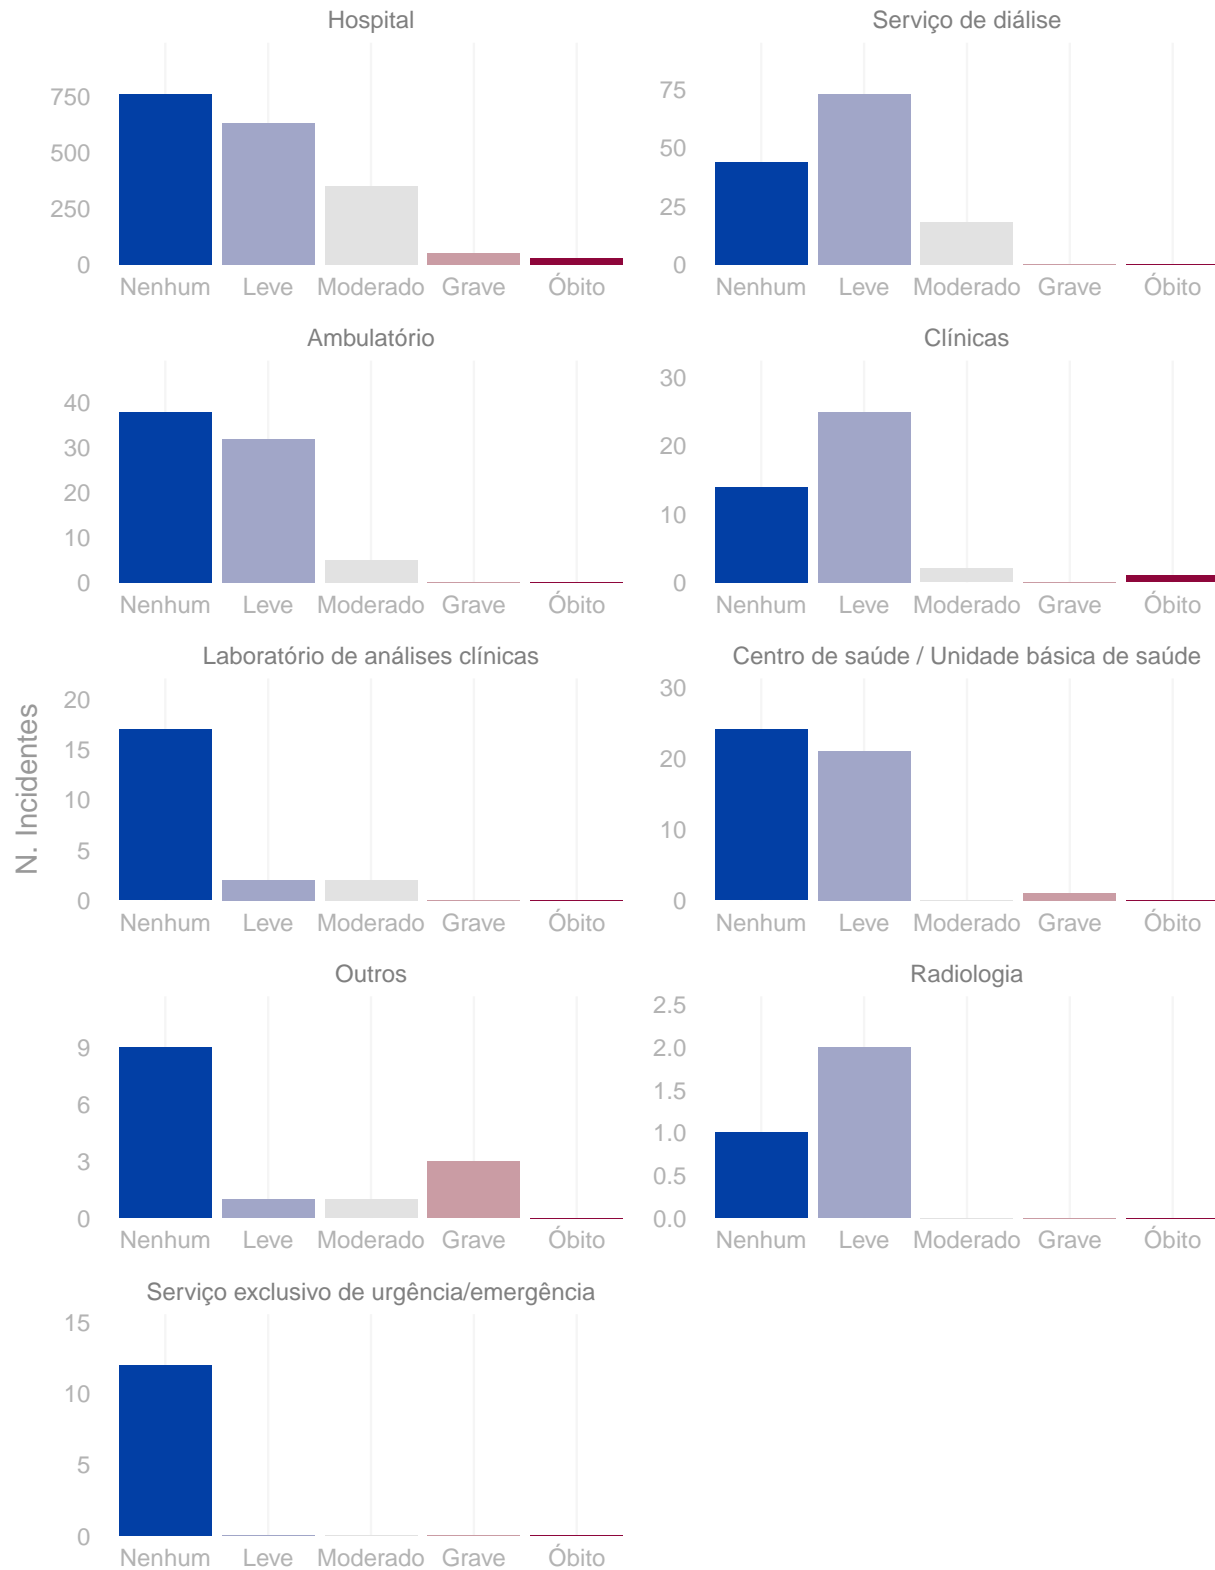 Hospital
750
500
250
0
Nenhum Leve Moderado Grave Óbito
Serviço de diálise
75
50
25
0
Nenhum Leve Moderado Grave Óbito
Ambulatório
40
30
20
10
0
Nenhum Leve Moderado Grave Óbito
Clínicas
30
20
10
0
Nenhum Leve Moderado Grave Óbito
N. Incidentes
Laboratório de análises clínicas
20
15
10
5
0
Nenhum Leve Moderado Grave Óbito
Centro de saúde / Unidade básica de saúde
30
20
10
0
Nenhum Leve Moderado Grave Óbito
Outros
9
6
3
0
Nenhum Leve Moderado Grave Óbito
Radiologia
2.5
2.0
1.5
1.0
0.5
0.0
Nenhum Leve Moderado Grave Óbito
Serviço exclusivo de urgência/emergência
15
10
5
0
Nenhum Leve Moderado Grave Óbito